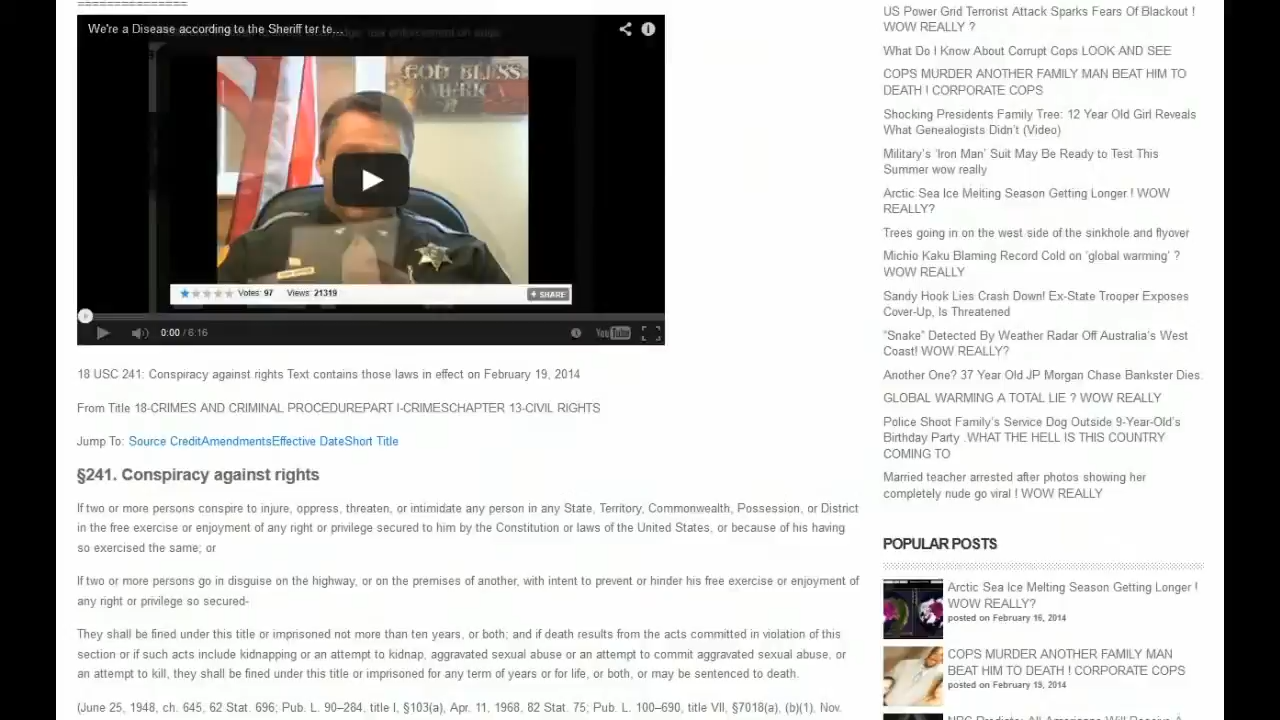 We're a Disease according to the Sheriff ter te...
GOD BLESS
AMERICA
Votes: 97 Views: 21319 + SHARE
0:00 / 6:16 YouTube
18 USC 241: Conspiracy against rights Text contains those laws in effect on February 19, 2014
From Title 18-CRIMES AND CRIMINAL PROCEDUREPART I-CRIMESCHAPTER 13-CIVIL RIGHTS
Jump To: Source CreditAmendmentsEffective DateShort Title
§241. Conspiracy against rights
If two or more persons conspire to injure, oppress, threaten, or intimidate any person in any State, Territory, Commonwealth, Possession, or District
in the free exercise or enjoyment of any right or privilege secured to him by the Constitution or laws of the United States, or because of his having
so exercised the same; or
If two or more persons go in disguise on the highway, or on the premises of another, with intent to prevent or hinder his free exercise or enjoyment of
any right or privilege so secured-
They shall be fined under this title or imprisoned not more than ten years, or both; and if death results from the acts committed in violation of this
section or if such acts include kidnapping or an attempt to kidnap, aggravated sexual abuse or an attempt to commit aggravated sexual abuse, or
an attempt to kill, they shall be fined under this title or imprisoned for any term of years or for life, or both, or may be sentenced to death.
(June 25, 1948, ch. 645, 62 Stat. 696; Pub. L. 90–284, title I, §103(a), Apr. 11, 1968, 82 Stat. 75; Pub. L. 100–690, title VII, §7018(a), (b)(1), Nov.
US Power Grid Terrorist Attack Sparks Fears Of Blackout !
WOW REALLY ?
What Do I Know About Corrupt Cops LOOK AND SEE
COPS MURDER ANOTHER FAMILY MAN BEAT HIM TO
DEATH ! CORPORATE COPS
Shocking Presidents Family Tree: 12 Year Old Girl Reveals
What Genealogists Didn't (Video)
Military's 'Iron Man' Suit May Be Ready to Test This
Summer wow really
Arctic Sea Ice Melting Season Getting Longer ! WOW
REALLY?
Trees going in on the west side of the sinkhole and flyover
Michio Kaku Blaming Record Cold on 'global warming' ?
WOW REALLY
Sandy Hook Lies Crash Down! Ex-State Trooper Exposes
Cover-Up, Is Threatened
"Snake" Detected By Weather Radar Off Australia's West
Coast! WOW REALLY?
Another One? 37 Year Old JP Morgan Chase Bankster Dies.
GLOBAL WARMING A TOTAL LIE ? WOW REALLY
Police Shoot Family's Service Dog Outside 9-Year-Old's
Birthday Party .WHAT THE HELL IS THIS COUNTRY
COMING TO
Married teacher arrested after photos showing her
completely nude go viral ! WOW REALLY
POPULAR POSTS
Arctic Sea Ice Melting Season Getting Longer !
WOW REALLY?
posted on February 16, 2014
COPS MURDER ANOTHER FAMILY MAN
BEAT HIM TO DEATH ! CORPORATE COPS
posted on February 19, 2014